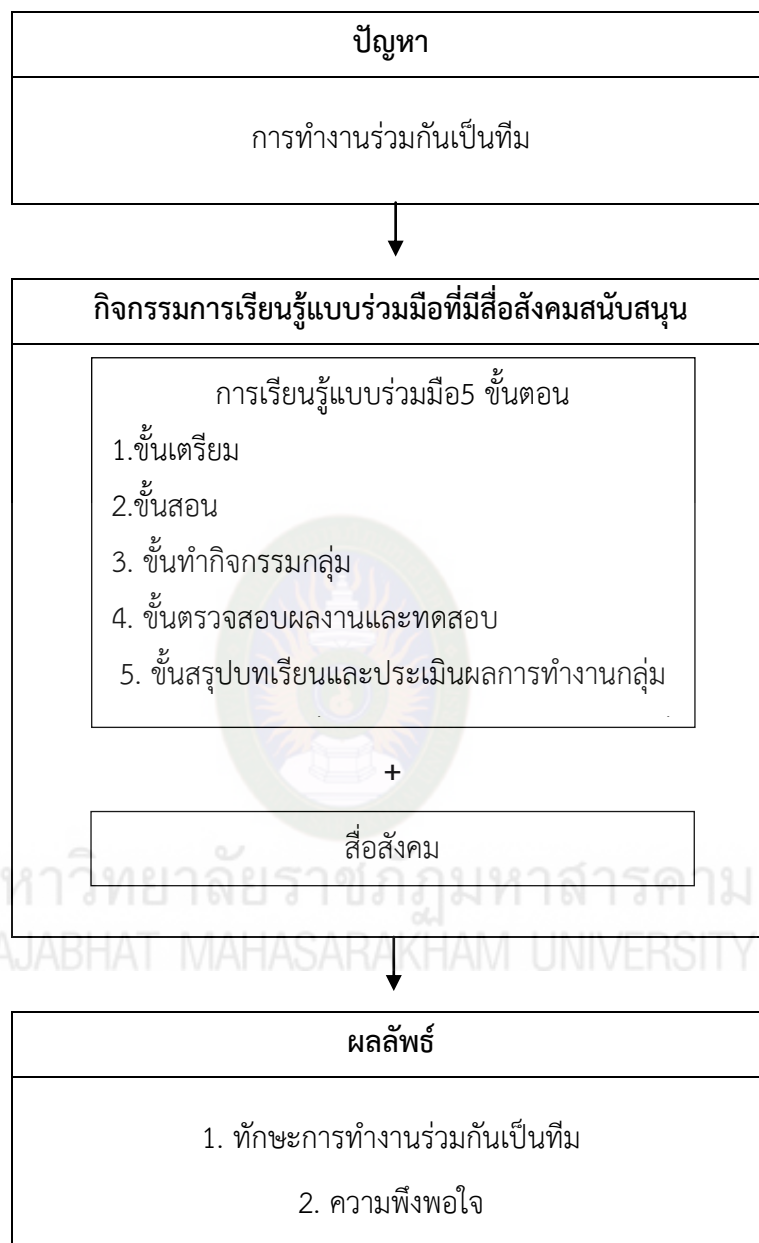 ปัญหา
การทำงานร่วมกันเป็นทีม
กิจกรรมการเรียนรู้แบบร่วมมือที่มีสื่อสังคมสนับสนุน
การเรียนรู้แบบร่วมมือ5 ขั้นตอน
1.ขั้นเตรียม
2.ขั้นสอน
3. ขั้นทำกิจกรรมกลุ่ม
4. ขั้นตรวจสอบผลงานและทดสอบ
5. ขั้นสรุปบทเรียนและประเมินผลการทำงานกลุ่ม
+
สื่อสังคม
หาวิทยาลัยราชภัฏมหาสารคาม
AJABHAT MAHASARAKHAM UNIVERSITY
ผลลัพธ์
1. ทักษะการทำงานร่วมกันเป็นทีม
2. ความพึงพอใจ